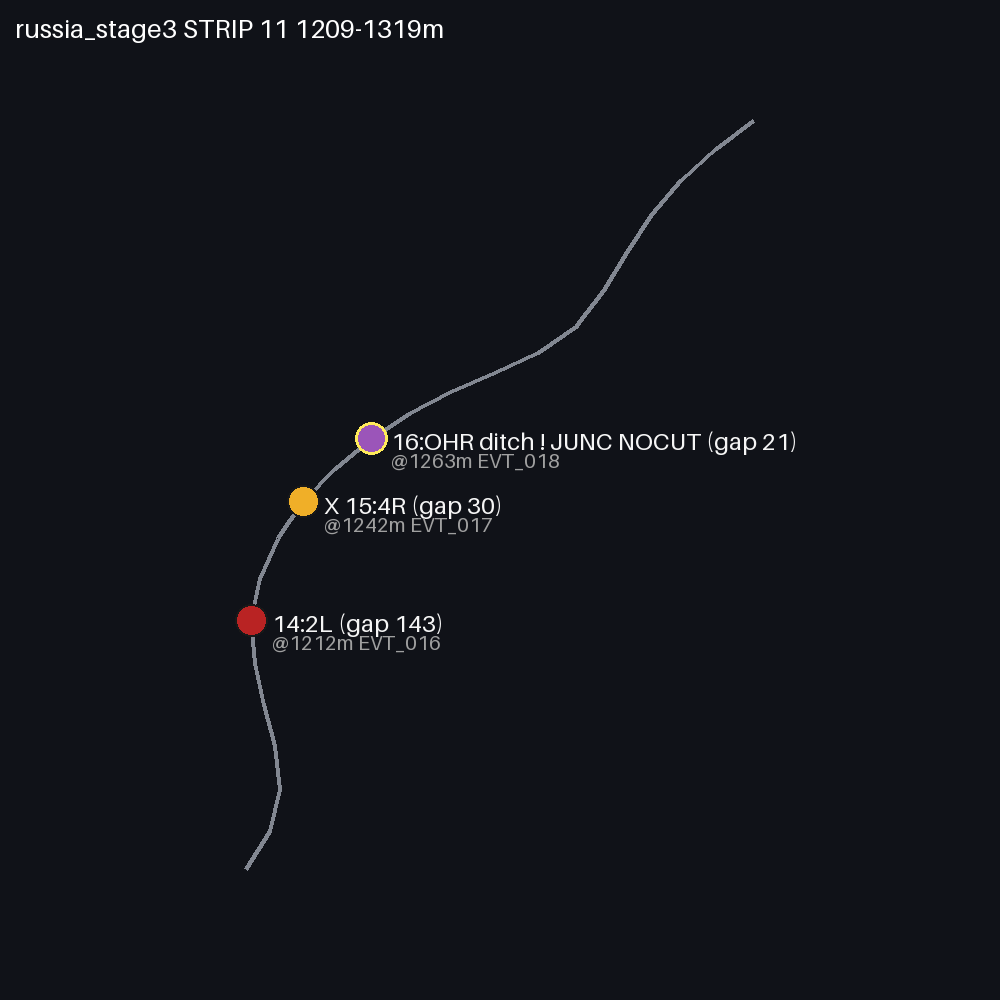 russia_stage3 STRIP 11 1209-1319m
16:OHR ditch ! JUNC NOCUT (gap 21)
@1263m EVT_018
X 15:4R (gap 30)
@1242m EVT_017
14:2L (gap 143)
@1212m EVT_016